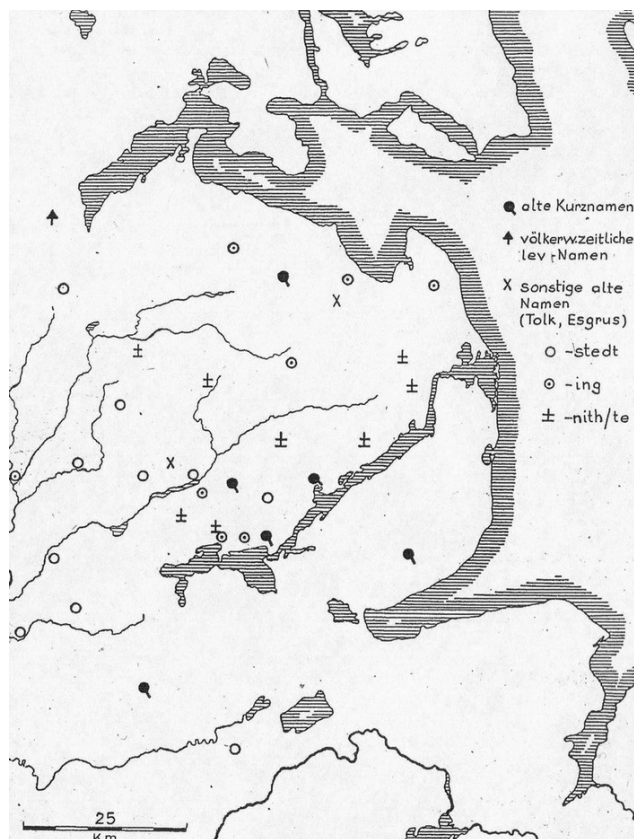 alte Kurznamen
völkerw.zeitliche
lev-Namen
sonstige alte
Namen
(Tolk, Esgrus)
-stedt
-ing
-nith/te
25
Km